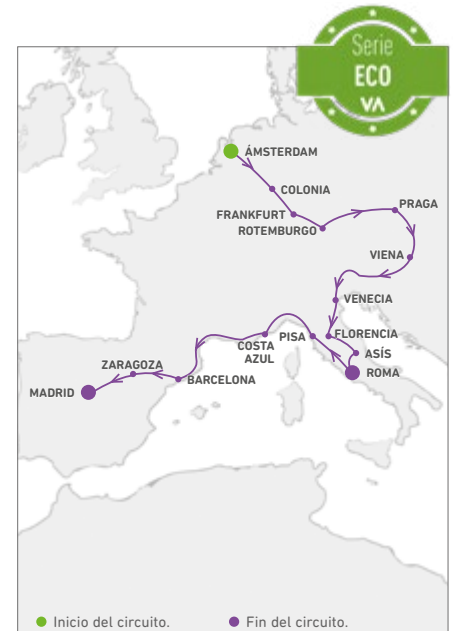 Serie
ECO
VA
ÁMSTERDAM
COLONIA
FRANKFURT
ROTEMBURGO
PRAGA
VIENA
VENECIA
FLORENCIA
PISA
COSTA
AZUL
ASÍS
ROMA
ZARAGOZA
BARCELONA
MADRID
Inicio del circuito.
Fin del circuito.